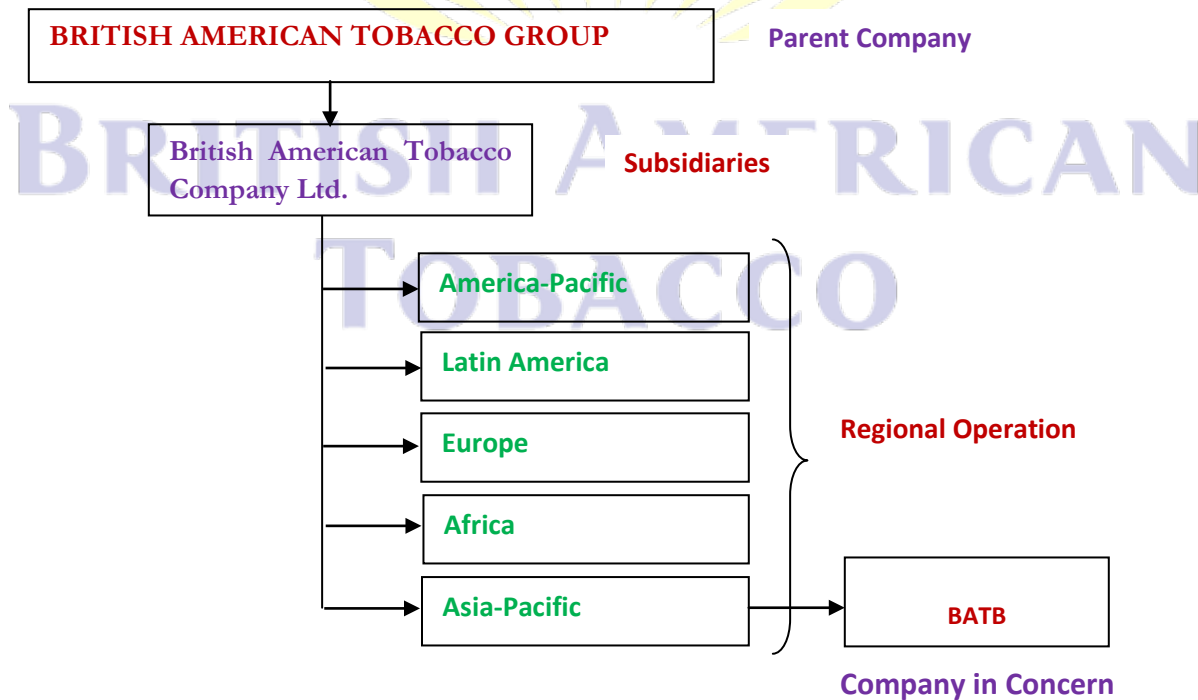 BRITISH AMERICAN TOBACCO GROUP
Parent Company
BRITISH AMERICAN
British American Tobacco
Company Ltd.
Subsidiaries
TOBACCO
America-Pacific
Latin America
Europe
Regional Operation
Africa
Asia-Pacific
BATB
Company in Concern